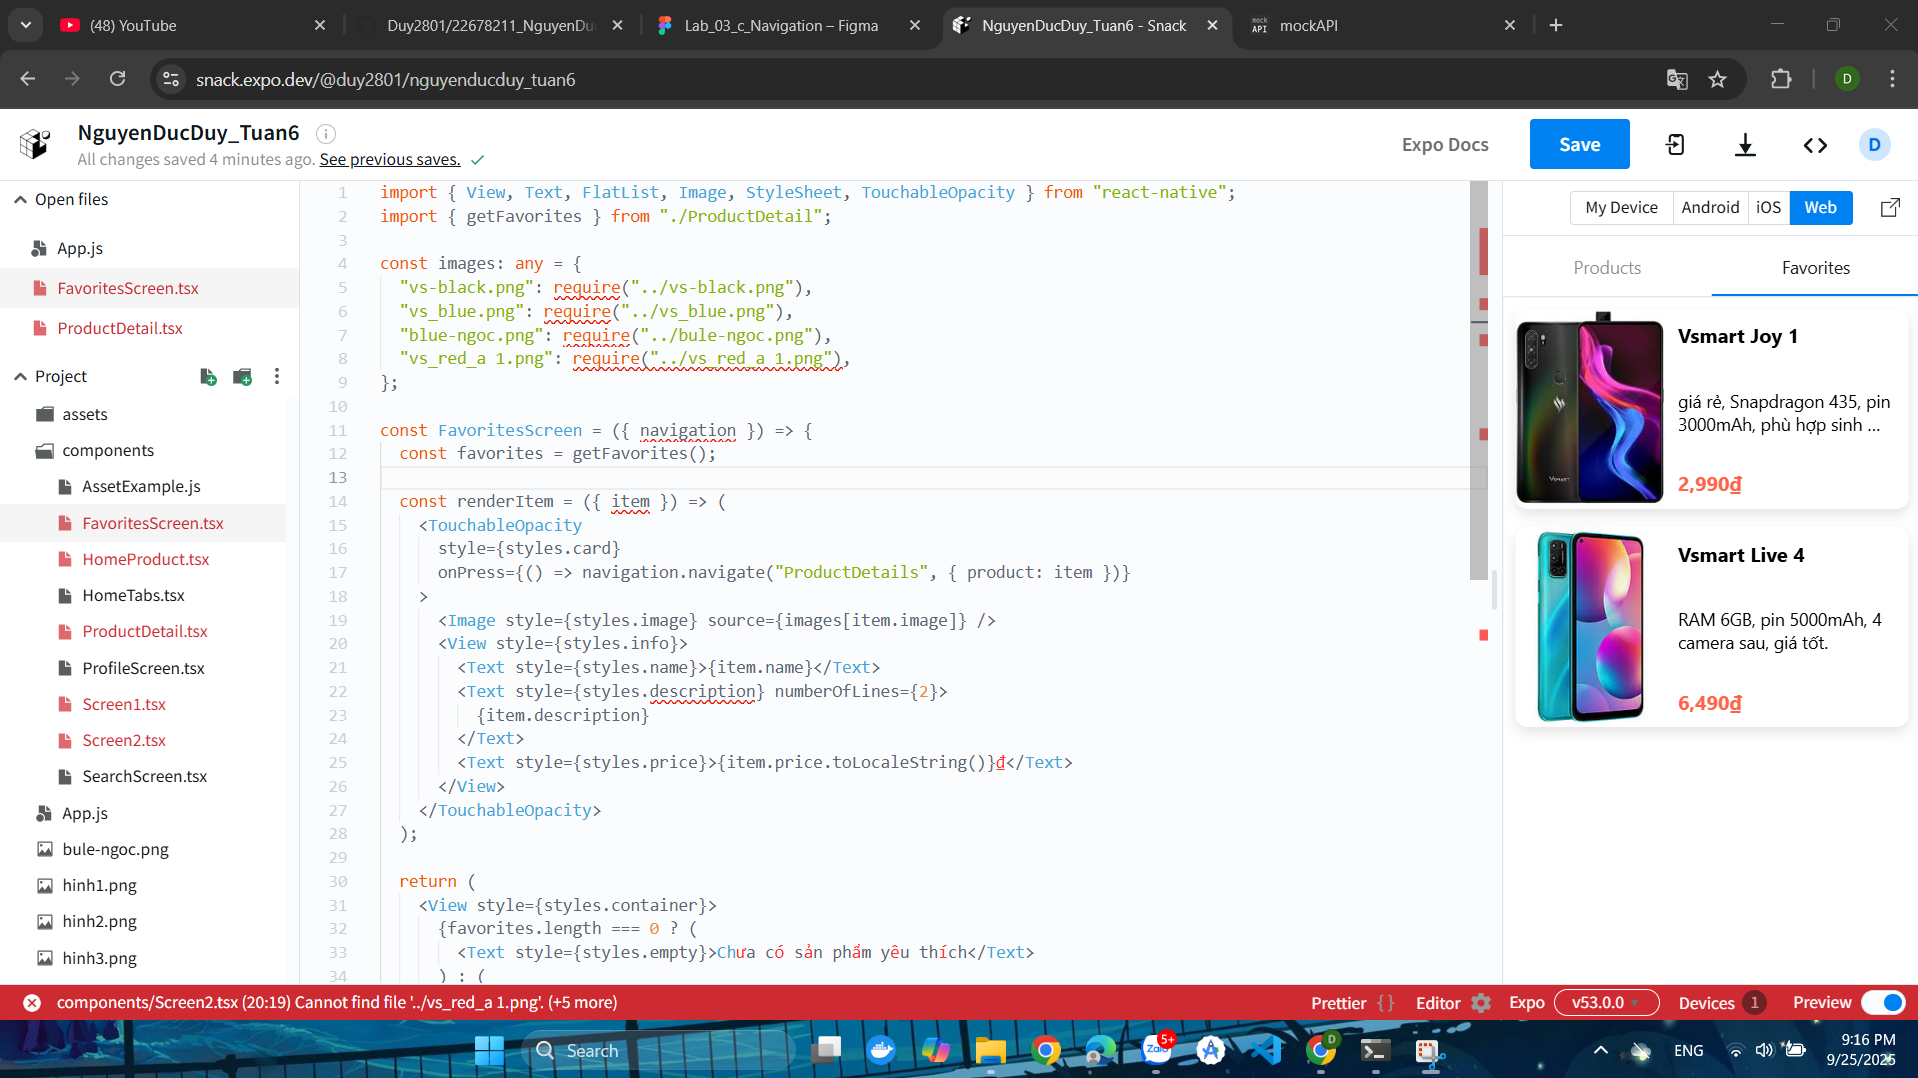 (48) YouTube
Duy2801/22678211_NguyenDu
Lab_03_c_Navigation – Figma
NguyenDucDuy_Tuan6 - Snack
mock API
mockAPI
snack.expo.dev/@duy2801/nguyenducduy_tuan6
D
NguyenDucDuy_Tuan6
All changes saved 4 minutes ago. See previous saves.
Expo Docs
Save
D
Open files
App.js
FavoritesScreen.tsx
ProductDetail.tsx
Project
assets
components
AssetExample.js
FavoritesScreen.tsx
HomeProduct.tsx
HomeTabs.tsx
ProductDetail.tsx
ProfileScreen.tsx
Screen1.tsx
Screen2.tsx
SearchScreen.tsx
App.js
bule-ngoc.png
hinh1.png
hinh2.png
hinh3.png
1 import { View, Text, FlatList, Image, StyleSheet, TouchableOpacity } from "react-native";
2 import { getFavorites } from "./ProductDetail";
3
4 const images: any = {
5 "vs-black.png": require("../vs-black.png"),
6 "vs_blue.png": require("../vs_blue.png"),
7 "blue-ngoc.png": require("../bule-ngoc.png"),
8 "vs_red_a 1.png": require("../vs_red_a 1.png"),
9 };
10
11 const FavoritesScreen = ({ navigation }) => {
12 const favorites = getFavorites();
13
14 const renderItem = ({ item }) => (
15 <TouchableOpacity
16 style={styles.card}
17 onPress={() => navigation.navigate("ProductDetails", { product: item })}
18 >
19 <Image style={styles.image} source={images[item.image]} />
20 <View style={styles.info}>
21 <Text style={styles.name}>{item.name}</Text>
22 <Text style={styles.description} numberOfLines={2}>
23 {item.description}
24 </Text>
25 <Text style={styles.price}>{item.price.toLocaleString()}₫</Text>
26 </View>
27 </TouchableOpacity>
28 );
29
30 return (
31 <View style={styles.container}>
32 {favorites.length === 0 ? (
33 <Text style={styles.empty}>Chưa có sản phẩm yêu thích</Text>
34 ) : (
My Device
Android
iOS
Web
Products
Favorites
VSMART
Vsmart Joy 1
giá rẻ, Snapdragon 435, pin
3000mAh, phù hợp sinh ...
2,990₫
Vsmart Live 4
RAM 6GB, pin 5000mAh, 4
camera sau, giá tốt.
6,490₫
components/Screen2.tsx (20:19) Cannot find file '../vs_red_a 1.png'. (+5 more)
Prettier { }
Editor
Expo
v53.0.0
Devices 1
Preview
Search
Zalo
5+
D
ENG
9:16 PM
9/25/2025